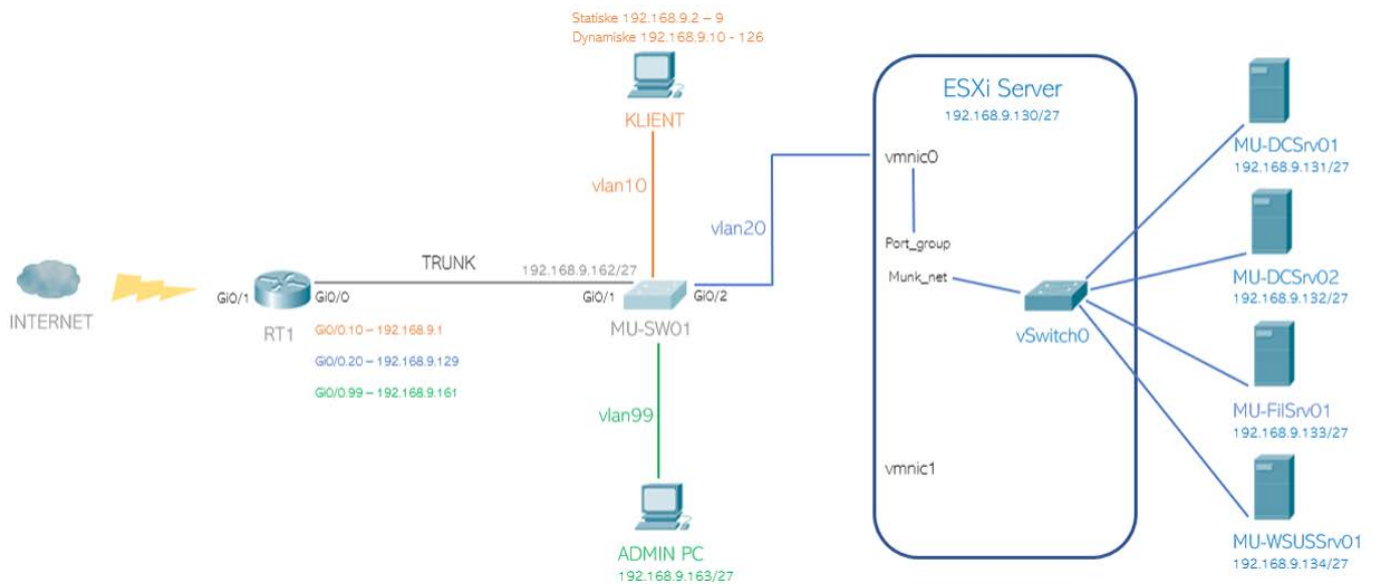 Statiske 192.168.9.2 – 9
Dynamiske 192.168.9.10 - 126
KLIENT
vlan10
ESXi Server
192.168.9.130/27
vmnic0
Port_group
Munk_net
vSwitch0
vmnic1
MU-DCSrv01
192.168.9.131/27
MU-DCSrv02
192.168.9.132/27
MU-FilSrv01
192.168.9.133/27
MU-WSUSSrv01
192.168.9.134/27
vlan20
TRUNK
192.168.9.162/27
INTERNET
Gi0/1
Gi0/0
RT1
Gi0/1
Gi0/2
MU-SW01
Gi0/0.10 – 192.168.9.1
Gi0/0.20 – 192.168.9.129
Gi0/0.99 – 192.168.9.161
vlan99
ADMIN PC
192.168.9.163/27